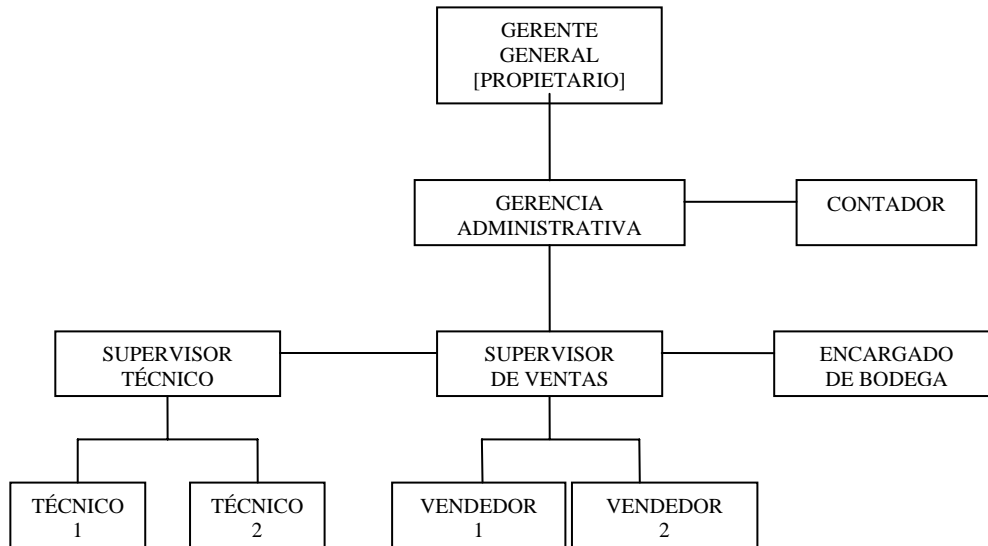 GERENTE
GENERAL
[PROPIETARIO]
GERENCIA
ADMINISTRATIVA
CONTADOR
SUPERVISOR
TÉCNICO
SUPERVISOR
DE VENTAS
ENCARGADO
DE BODEGA
TÉCNICO
1
TÉCNICO
2
VENDEDOR
1
VENDEDOR
2